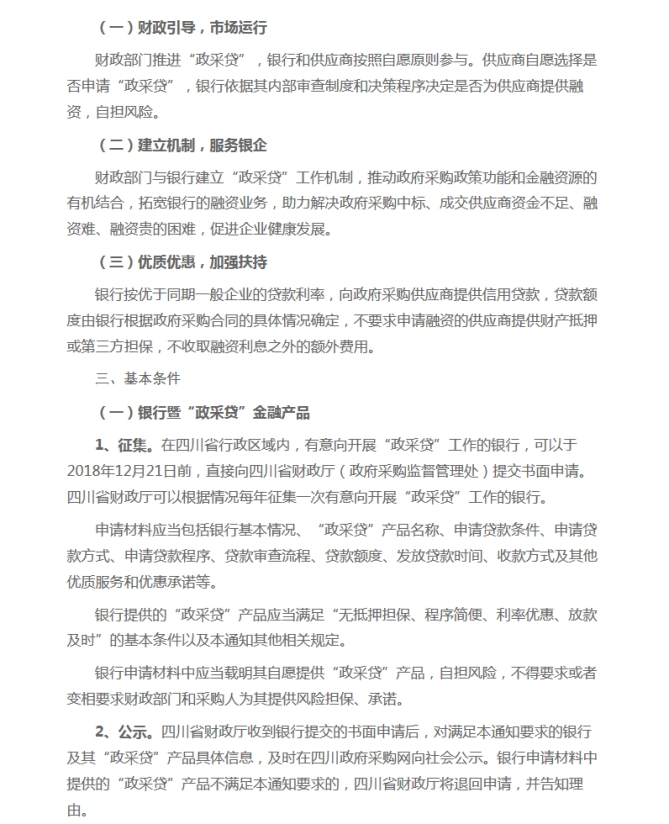 （一）财政引导，市场运行
财政部门推进“政采贷”，银行和供应商按照自愿原则参与。供应商自愿选择是
否申请“政采贷”，银行依据其内部审查制度和决策程序决定是否为供应商提供融
资，自担风险。
（二）建立机制，服务银企
财政部门与银行建立“政采贷”工作机制，推动政府采购政策功能和金融资源的
有机结合，拓宽银行的融资业务，助力解决政府采购中标、成交供应商资金不足、融
资难、融资贵的困难，促进企业健康发展。
（三）优质优惠，加强扶持
银行按优于同期一般企业的贷款利率，向政府采购供应商提供信用贷款，贷款额
度由银行根据政府采购合同的具体情况确定，不要求申请融资的供应商提供财产抵押
或第三方担保，不收取融资利息之外的额外费用。
三、基本条件
（一）银行暨“政采贷”金融产品
1、征集。在四川省行政区域内，有意向开展“政采贷”工作的银行，可以于
2018年12月21日前，直接向四川省财政厅（政府采购监督管理处）提交书面申请。
四川省财政厅可以根据情况每年征集一次有意向开展“政采贷”工作的银行。
申请材料应当包括银行基本情况、“政采贷”产品名称、申请贷款条件、申请贷
款方式、申请贷款程序、贷款审查流程、贷款额度、发放贷款时间、收款方式及其他
优质服务和优惠承诺等。
银行提供的“政采贷”产品应当满足“无抵押担保、程序简便、利率优惠、放款
及时”的基本条件以及本通知其他相关规定。
银行申请材料中应当载明其自愿提供“政采贷”产品，自担风险，不得要求或者
变相要求财政部门和采购人为其提供风险担保、承诺。
2、公示。四川省财政厅收到银行提交的书面申请后，对满足本通知要求的银行
及其“政采贷”产品具体信息，及时在四川政府采购网向社会公示。银行申请材料中
提供的“政采贷”产品不满足本通知要求的，四川省财政厅将退回申请，并告知理
由。